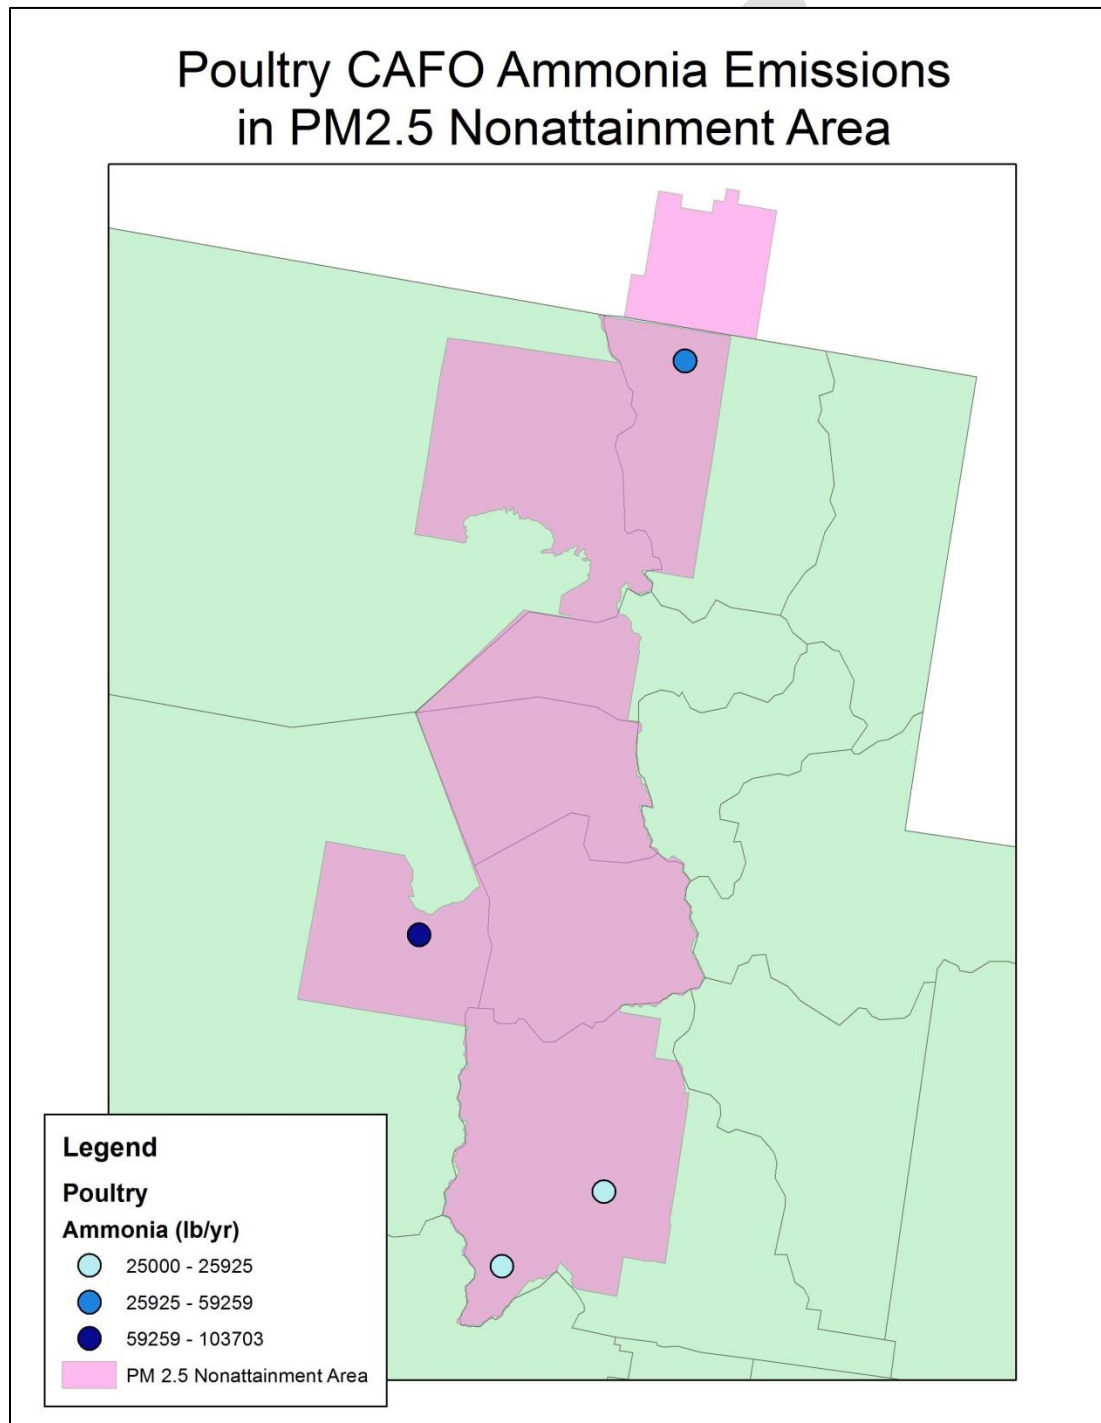 Poultry CAFO Ammonia Emissions
in PM2.5 Nonattainment Area
Legend
Poultry
Ammonia (lb/yr)
25000 - 25925
25925 - 59259
59259 - 103703
PM 2.5 Nonattainment Area